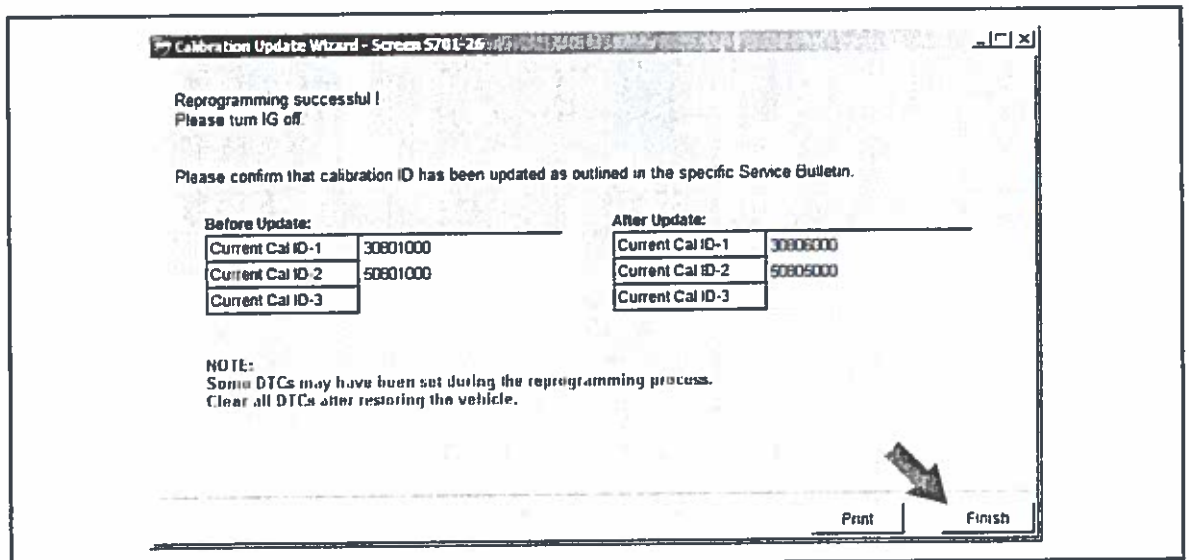 Calibration Update Wizard - Screen S701-26
Reprogramming successful !
Please turn IG off.
Please confirm that calibration ID has been updated as outlined in the specific Service Bulletin.
Before Update:
Current Cal ID-1 30801000
Current Cal ID-2 50801000
Current Cal ID-3
After Update:
Current Cal ID-1 30806000
Current Cal ID-2 50805000
Current Cal ID-3
NOTE:
Some DTCs may have been set during the reprogramming process.
Clear all DTCs after restoring the vehicle.
Print Finish